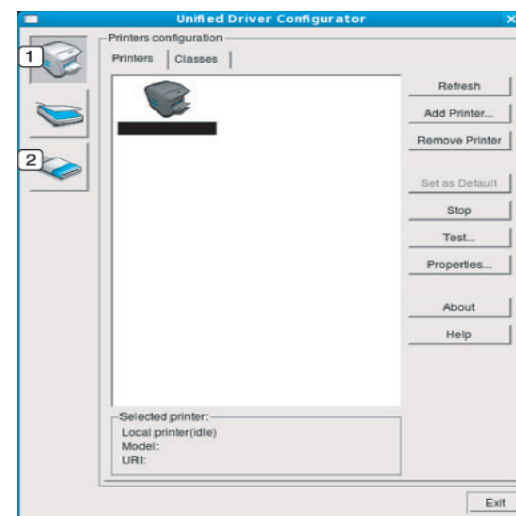 Unified Driver Configurator
Printers configuration
1
Printers Classes
Refresh
Add Printer...
Remove Printer
2
Set as Default
Stop
Test...
Properties...
About
Help
Selected printer:
Local printer(idle)
Model:
URI:
Exit